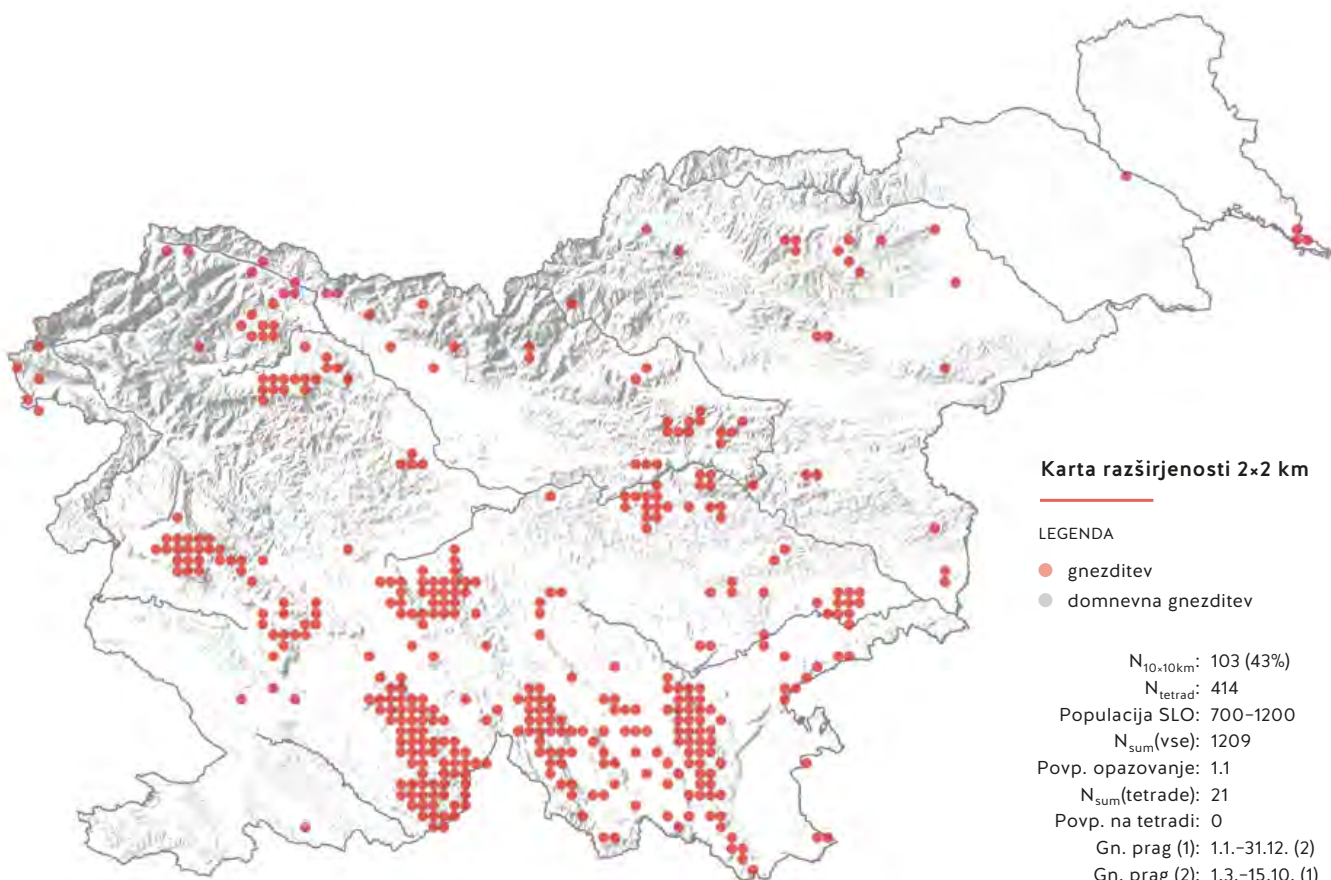 Karta razširjenosti 2×2 km
LEGENDA
gnezditev
domnevna gnezditev
N10×10km: 103 (43%)
Ntetrad: 414
Populacija SLO: 700–1200
Nsum(vse): 1209
Povp. opazovanje: 1.1
Nsum(tetrade): 21
Povp. na tetradi: 0
Gn. prag (1): 1.1.–31.12. (2)
Gn. prag (2): 1.3.–15.10. (1)